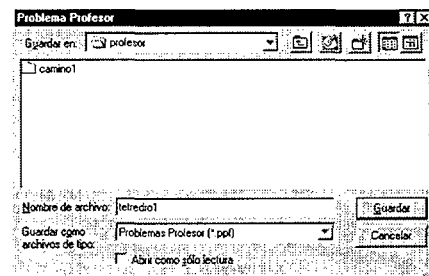 Problema Profesor
Guardar en: profesor
camino1
Nombre de archivo: tetredro1
Guardar
Guardar como archivos de tipo: Problemas Profesor (*.ppf)
Cancelar
Abrir como sólo lectura